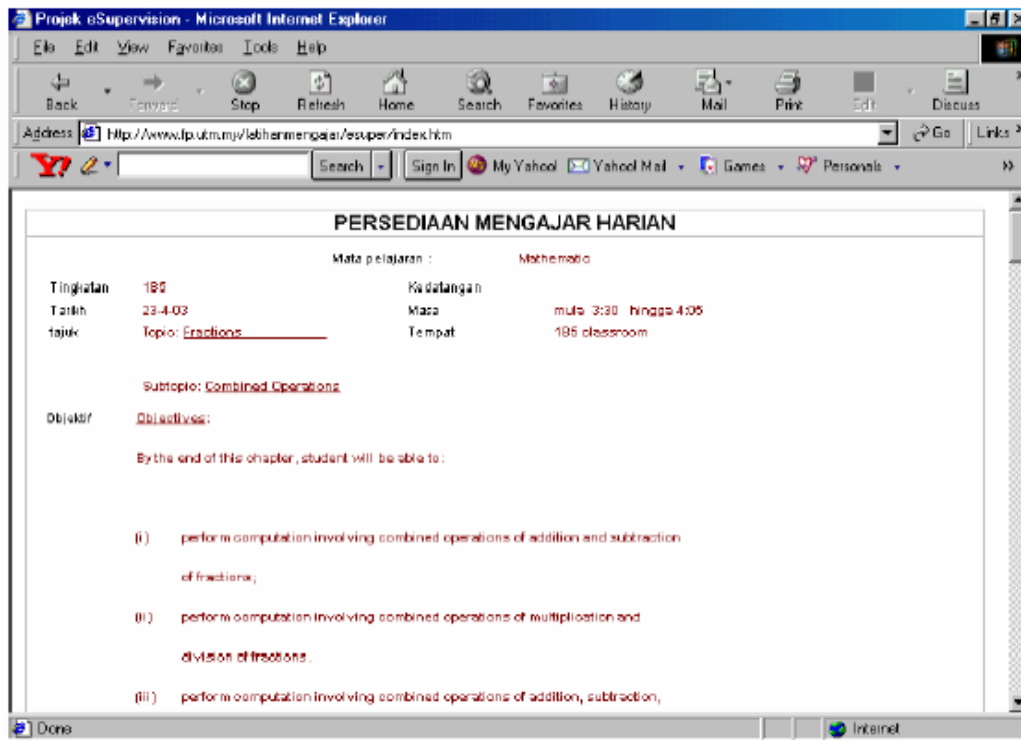 Projek eSupervision - Microsoft Internet Explorer
File Edit View Favorites Tools Help
Back Forward Stop Refresh Home Search Favorites History Mail Print Edit Discuss
Address http://www.fp.utm.my/latihanmengajar/esuper/index.htm Go Links
Y! Search Sign In My Yahoo! Yahoo! Mail Games Personals
PERSEDIAAN MENGAJAR HARIAN
Mata pelajaran : Mathematic
Tingkatan Kedatangan
Tarikh 23-4-03 Masa mula 3:30 hingga 4:05
tajuk Topic: Fractions Tempat classroom
Subtopic: Combined Operations
Objektif Objectives:
By the end of this chapter, student will be able to:
(i) perform computation involving combined operations of addition and subtraction
of fractions;
(ii) perform computation involving combined operations of multiplication and
division of fractions.
(iii) perform computation involving combined operations of addition, subtraction,
Done Internet